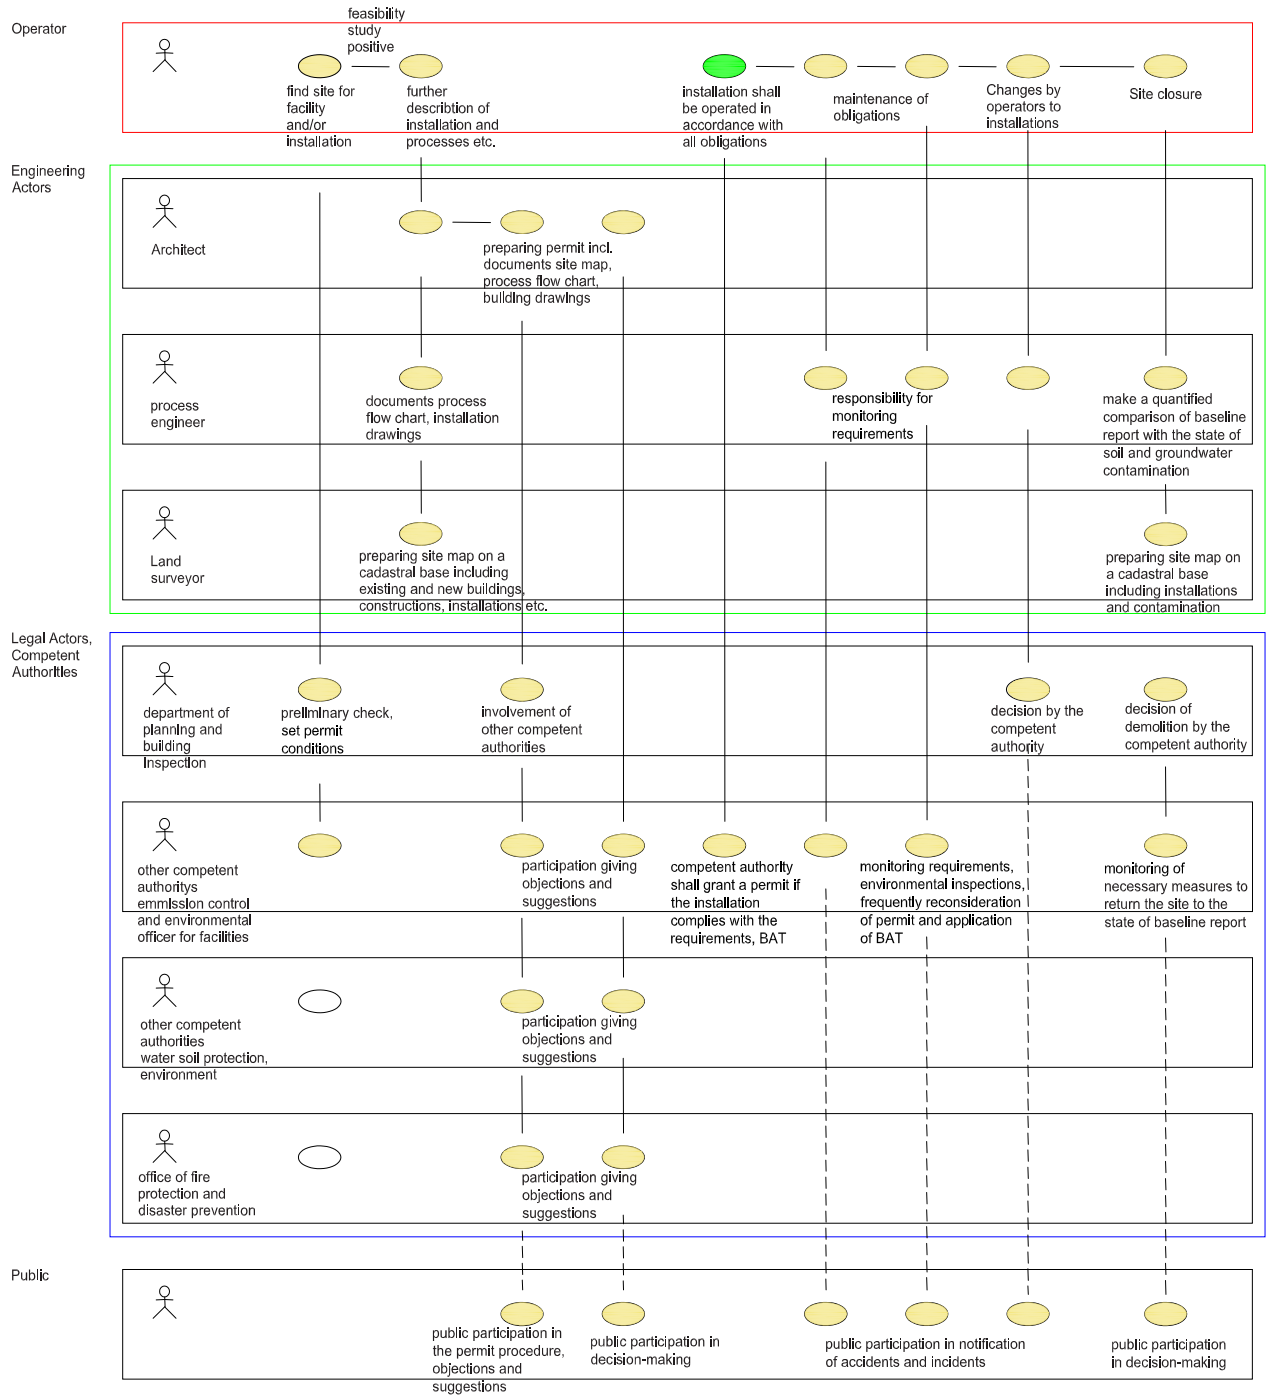 Operator
feasibility
study
positive
find site for
facility
and/or
installation
further
describtion of
installation and
processes etc.
installation shall
be operated in
accordance with
all obligations
maintenance of
obligations
Changes by
operators to
installations
Site closure
Engineering
Actors
Architect
preparing permit incl.
documents site map,
process flow chart,
building drawings
process
engineer
documents process
flow chart, installation
drawings
responsibility for
monitoring
requirements
make a quantified
comparison of baseline
report with the state of
soil and groundwater
contamination
Land
surveyor
preparing site map on a
cadastral base including
existing and new buildings,
constructions, installations etc.
preparing site map on
a cadastral base
including installations
and contamination
Legal Actors,
Competent
Authorities
department of
planning and
building
inspection
preliminary check,
set permit
conditions
involvement of
other competent
authorities
decision by the
competent
authority
decision of
demolition by the
competent authority
other competent
authoritys
emmission control
and environmental
officer for facilities
participation giving
objections and
suggestions
competent authority
shall grant a permit if
the installation
complies with the
requirements, BAT
monitoring requirements,
environmental inspections,
frequently reconsideration
of permit and application
of BAT
monitoring of
necessary measures to
return the site to the
state of baseline report
other competent
authorities
water soil protection,
environment
participation giving
objections and
suggestions
office of fire
protection and
disaster prevention
participation giving
objections and
suggestions
Public
public participation in
the permit procedure,
objections and
suggestions
public participation in
decision-making
public participation in notification
of accidents and incidents
public participation
in decision-making